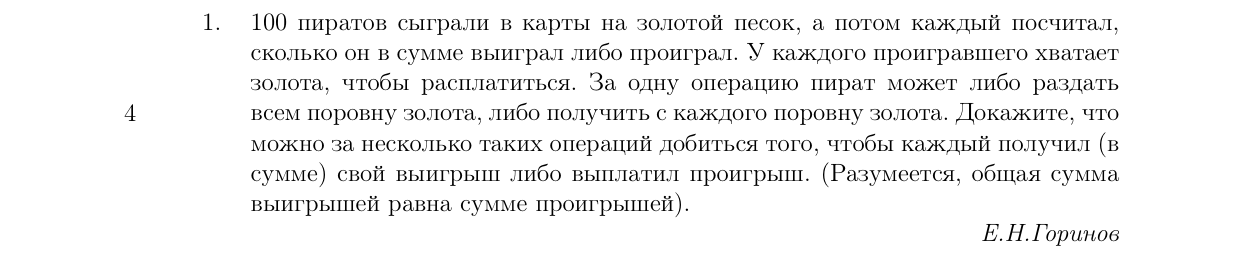 1. 100 пиратов сыграли в карты на золотой песок, а потом каждый посчитал,
сколько он в сумме выиграл либо проиграл. У каждого проигравшего хватает
золота, чтобы расплатиться. За одну операцию пират может либо раздать
4 всем поровну золота, либо получить с каждого поровну золота. Докажите, что
можно за несколько таких операций добиться того, чтобы каждый получил (в
сумме) свой выигрыш либо выплатил проигрыш. (Разумеется, общая сумма
выигрышей равна сумме проигрышей).
Е.Н.Горинов